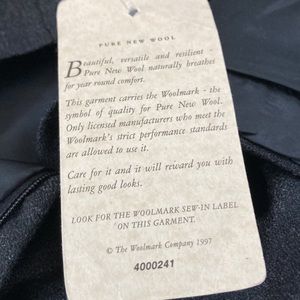 PURE NEW WOOL
Beautiful, versatile and resilient -
Pure New Wool naturally breathes
for year round comfort.
This garment carries the Woolmark - the
symbol of quality for Pure New Wool.
Only licensed manufacturers who meet the
Woolmark's strict performance standards
are allowed to use it.
Care for it and it will reward you with
lasting good looks.
LOOK FOR THE WOOLMARK SEW-IN LABEL
ON THIS GARMENT.
© The Woolmark Company 1997
4000241